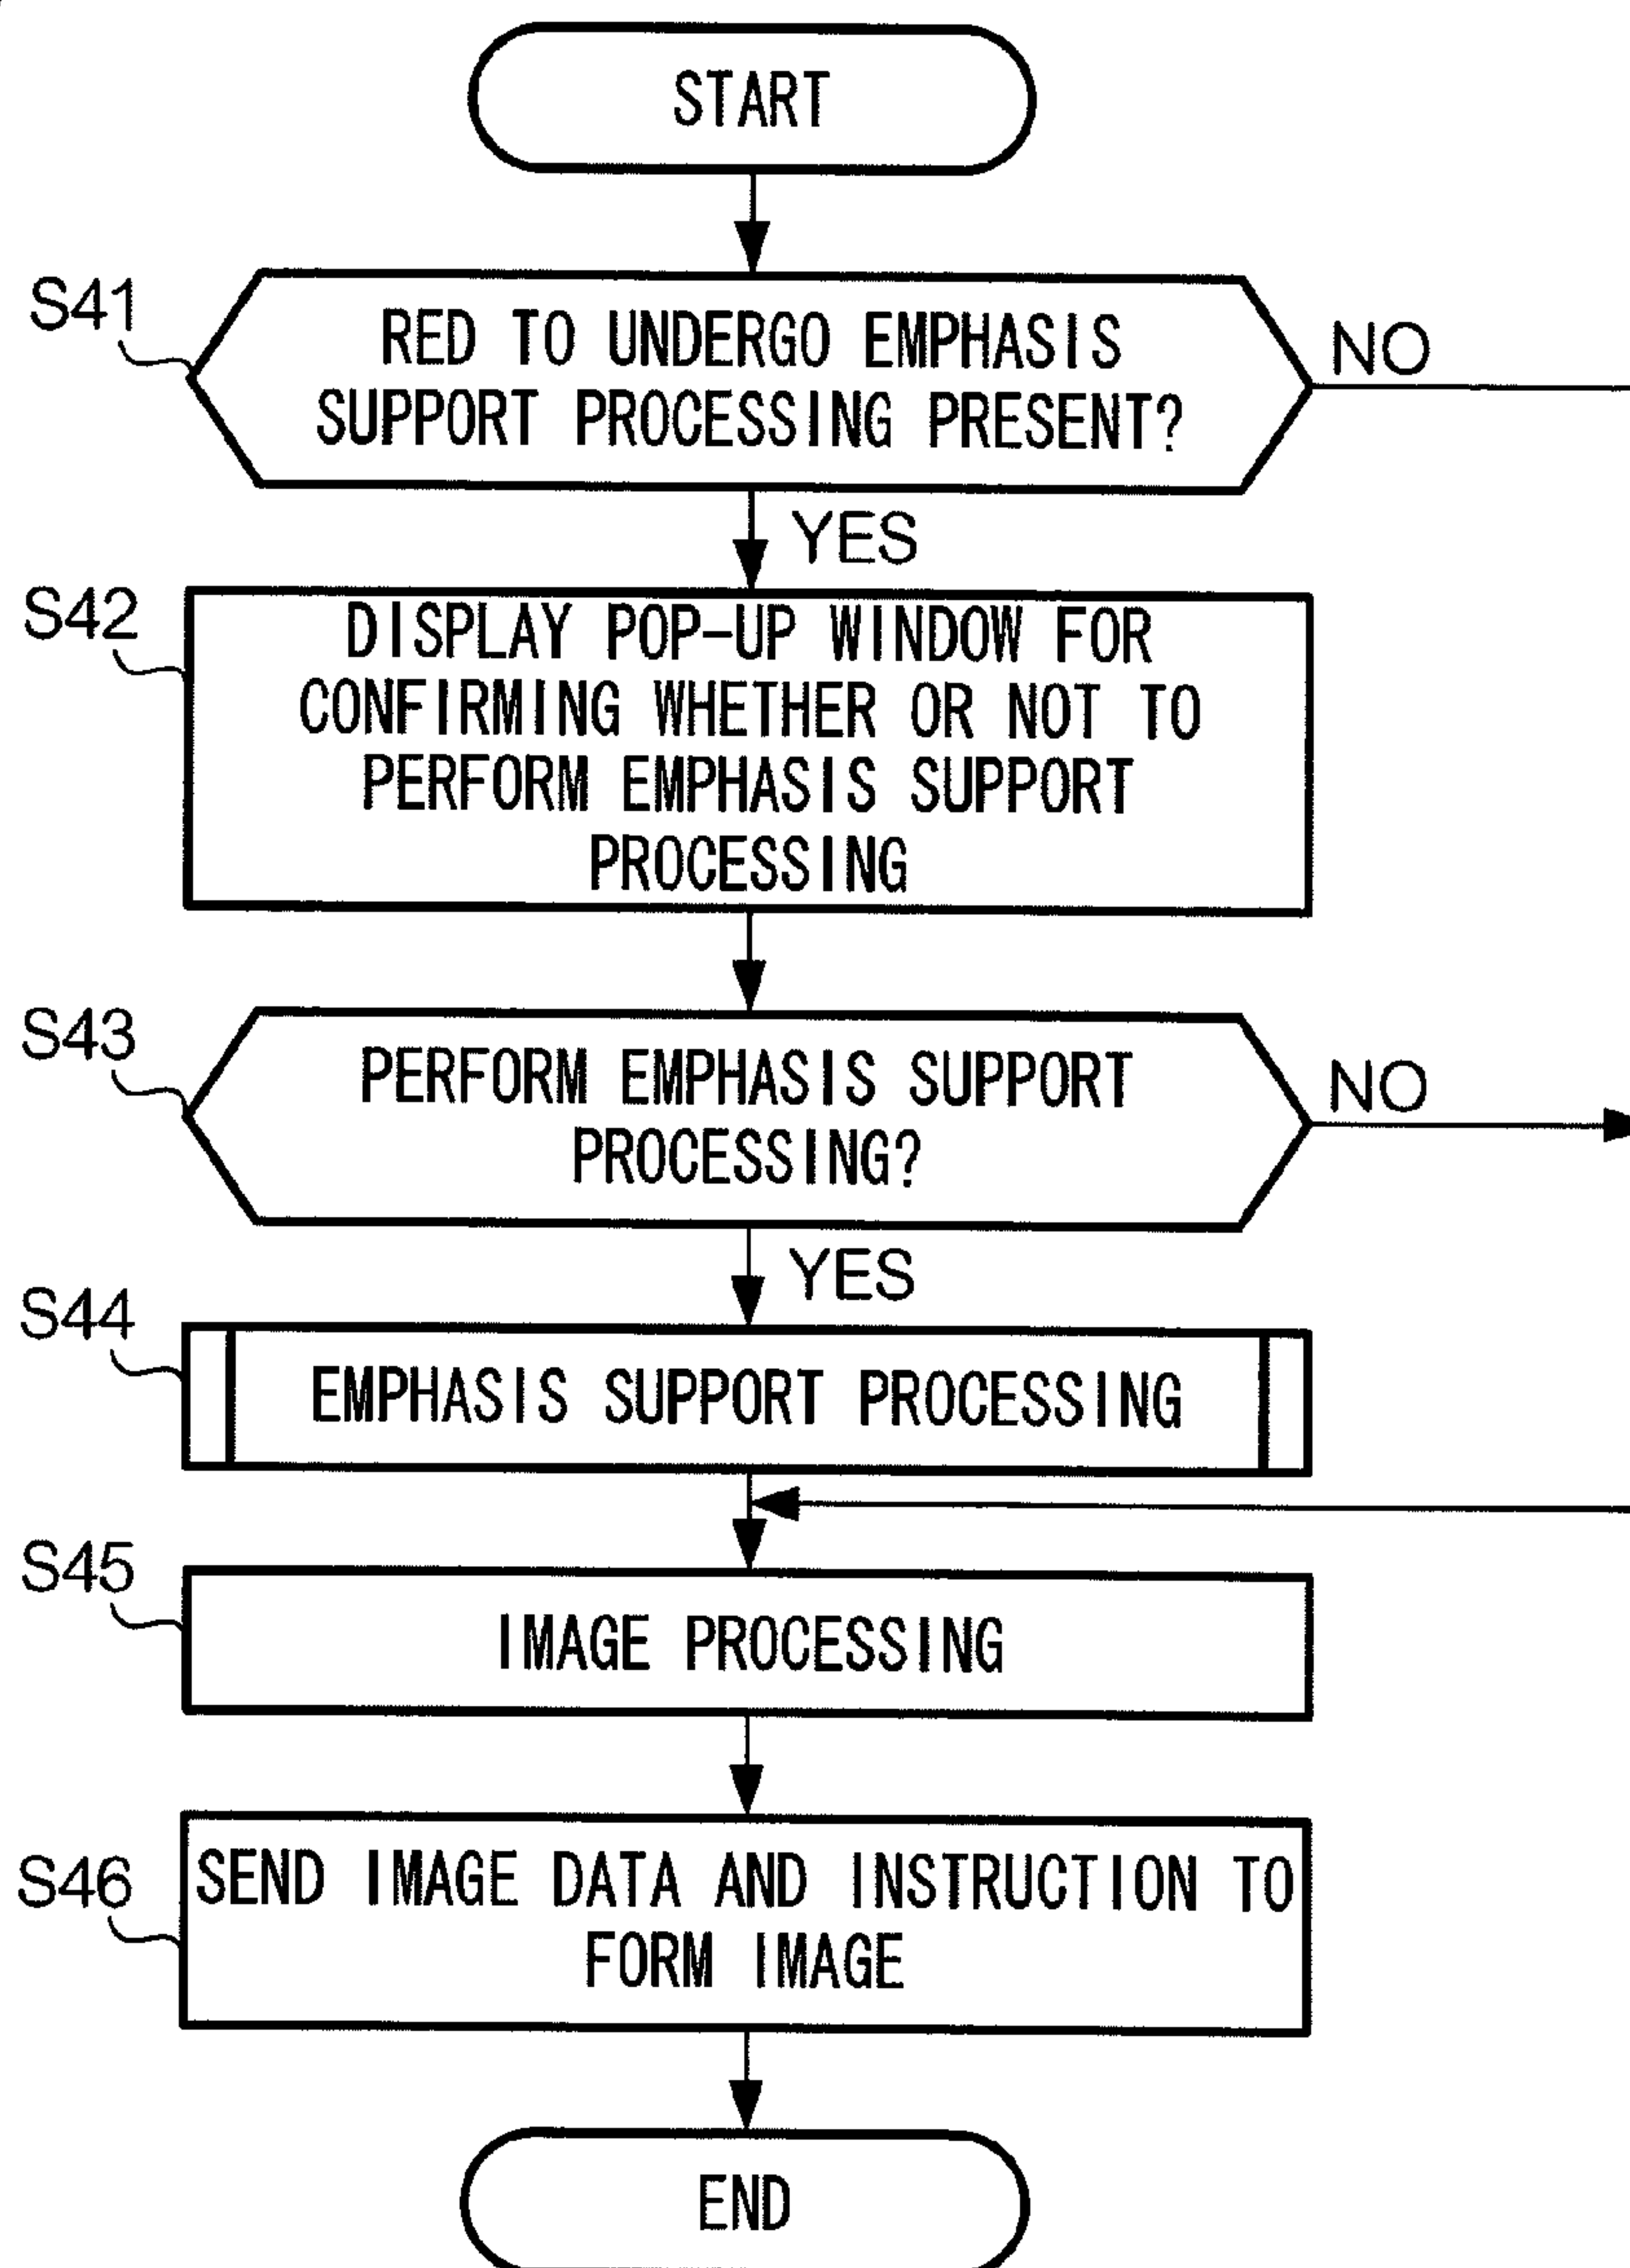 START
S41
RED TO UNDERGO EMPHASIS
SUPPORT PROCESSING PRESENT?
NO
YES
S42
DISPLAY POP-UP WINDOW FOR
CONFIRMING WHETHER OR NOT TO
PERFORM EMPHASIS SUPPORT
PROCESSING
S43
PERFORM EMPHASIS SUPPORT
PROCESSING?
NO
YES
S44
EMPHASIS SUPPORT PROCESSING
S45
IMAGE PROCESSING
S46
SEND IMAGE DATA AND INSTRUCTION TO
FORM IMAGE
END